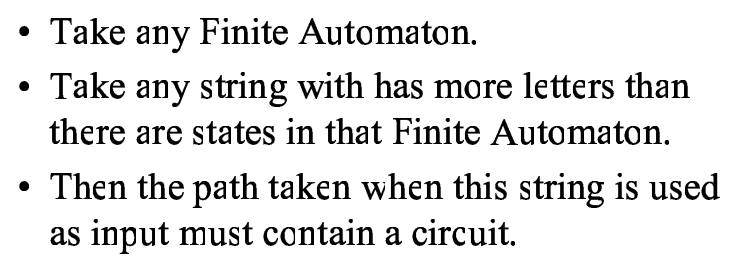 • Take any Finite Automaton.
• Take any string with has more letters than
there are states in that Finite Automaton.
• Then the path taken when this string is used
as input must contain a circuit.